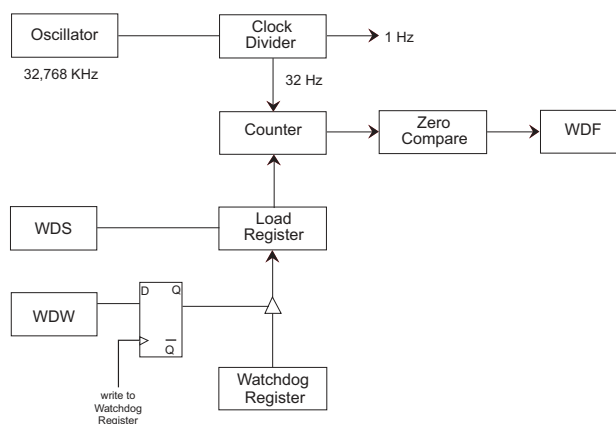 Oscillator
Clock
Divider
1 Hz
32,768 KHz
32 Hz
Counter
Zero
Compare
WDF
WDS
Load
Register
WDW
D
Q
Q
write to
Watchdog
Register
Watchdog
Register